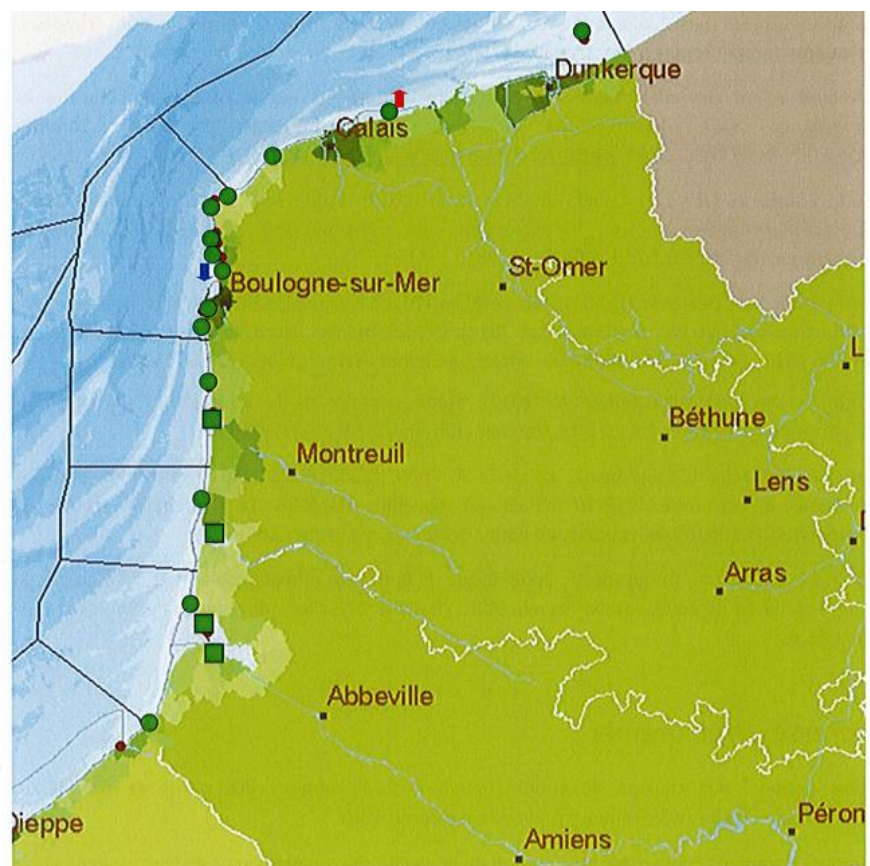 Dunkerque
Calais
St-Omer
Boulogne-sur-Mer
L
Béthune
Montreuil
Lens
D
Arras
Abbeville
Péron
Dieppe
Amiens